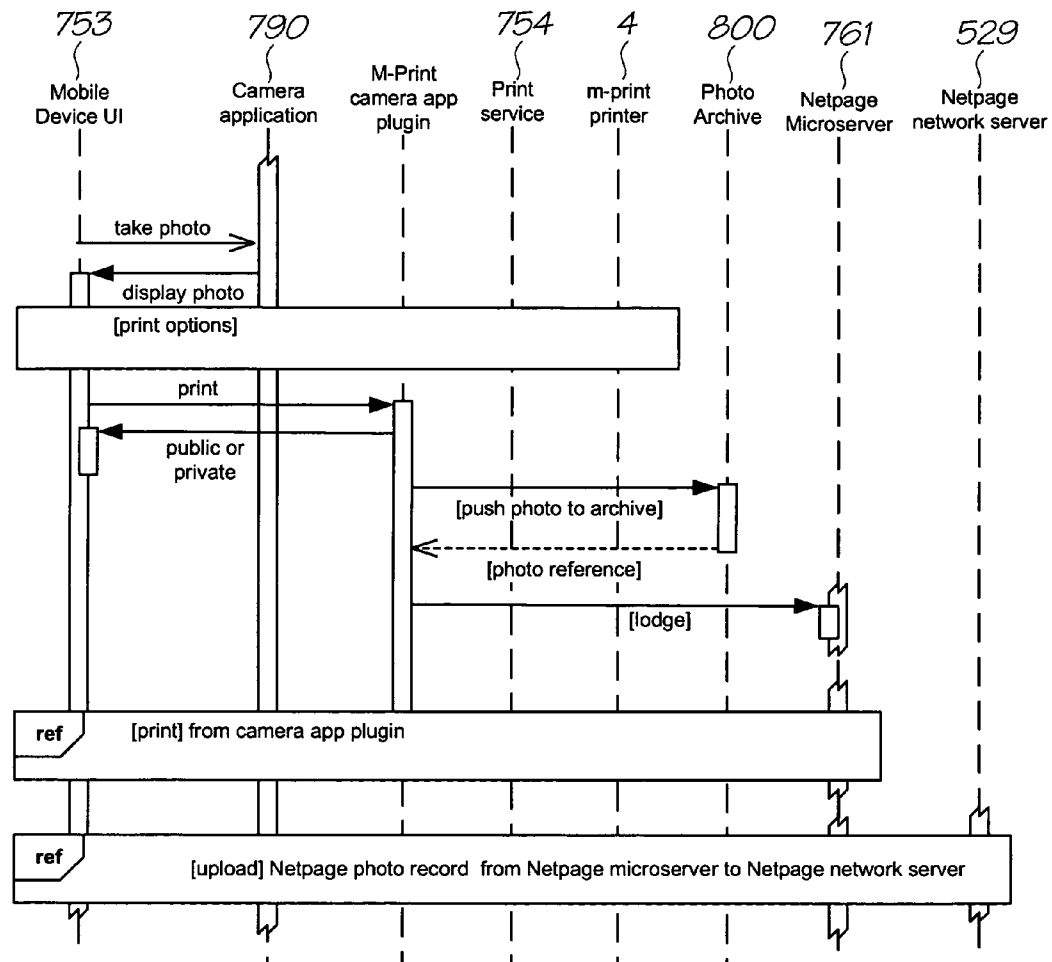 753 790 754 4 800 761 529
Mobile
Device UI
Camera
application
M-Print
camera app
plugin
Print
service
m-print
printer
Photo
Archive
Netpage
Microserver
Netpage
network server
take photo
display photo
[print options]
print
public or
private
[push photo to archive]
[photo reference]
[lodge]
ref [print] from camera app plugin
ref [upload] Netpage photo record from Netpage microserver to Netpage network server